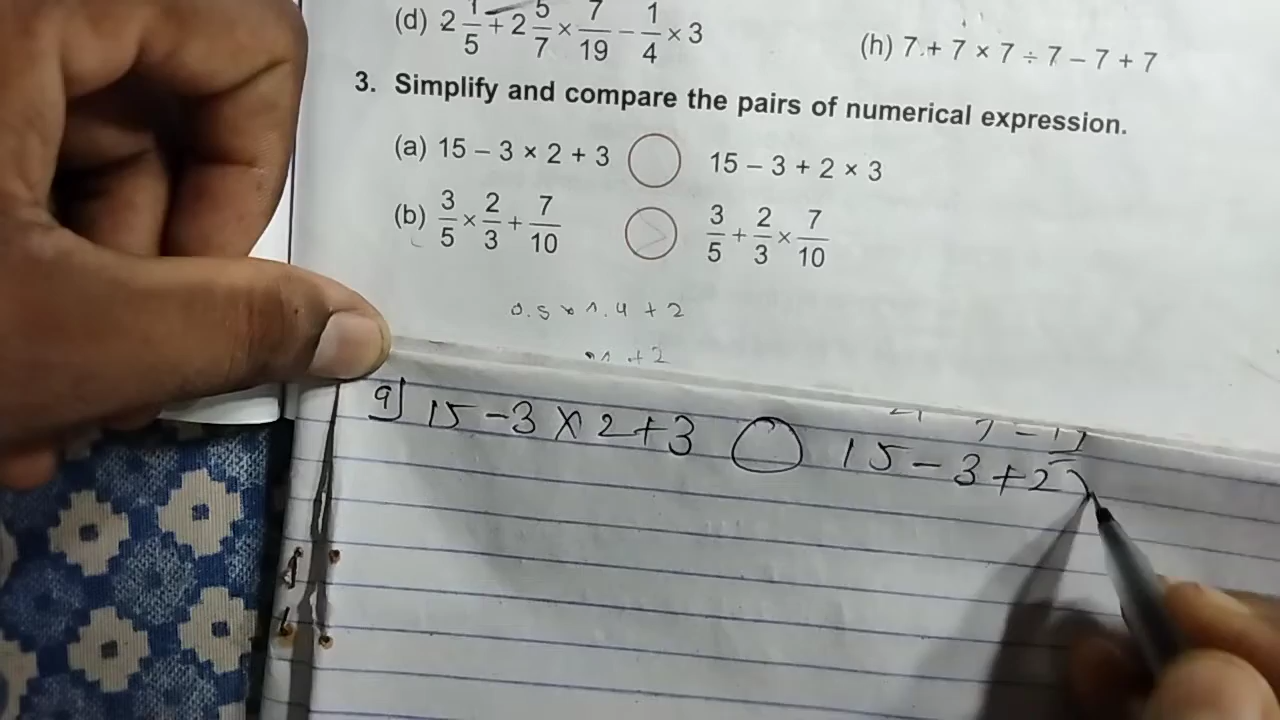 (d) 2 1/5 + 2 5/7 × 7/19 − 1/4 × 3
(h) 7 + 7 × 7 ÷ 7 − 7 + 7
3. Simplify and compare the pairs of numerical expression.
(a) 15 − 3 × 2 + 3 ◯ 15 − 3 + 2 × 3
(b) 3/5 × 2/3 + 7/10 > 3/5 + 2/3 × 7/10
a) 15 − 3 × 2 + 3 ◯ 15 − 3 + 2